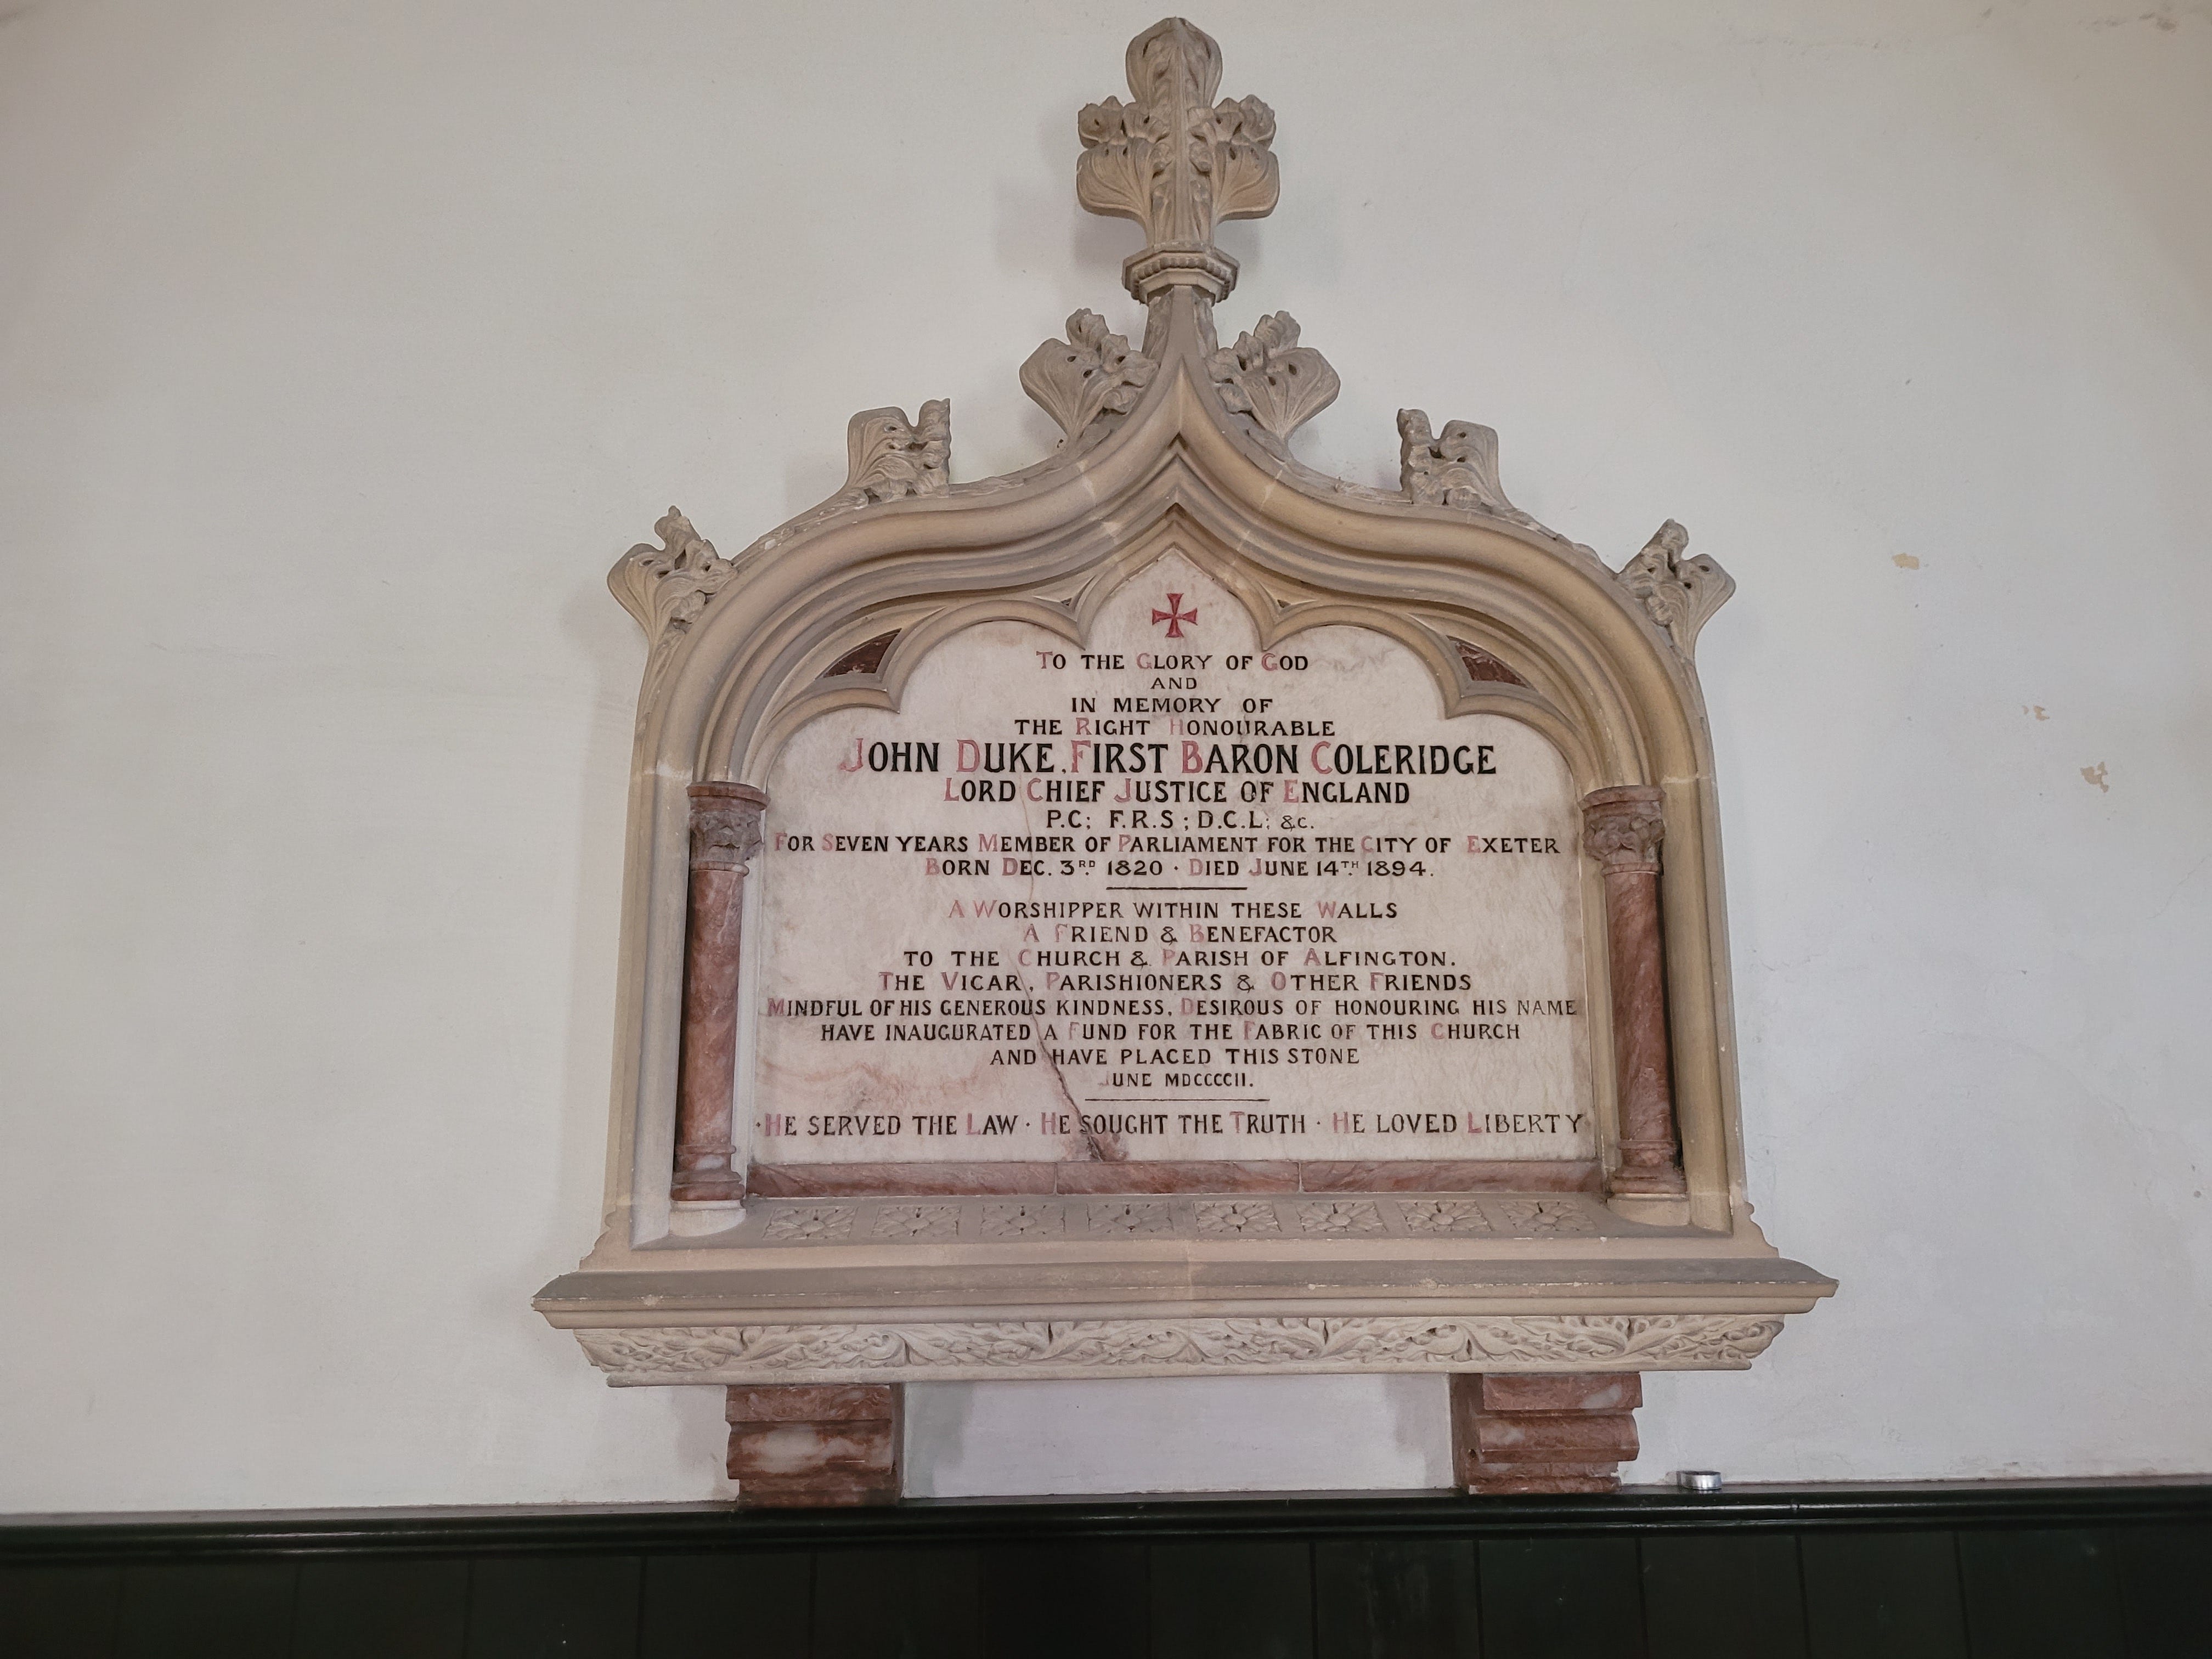 TO THE GLORY OF GOD
AND
IN MEMORY OF
THE RIGHT HONOURABLE
JOHN DUKE, FIRST BARON COLERIDGE
LORD CHIEF JUSTICE OF ENGLAND
P.C; F.R.S; D.C.L; &C.
FOR SEVEN YEARS MEMBER OF PARLIAMENT FOR THE CITY OF EXETER
BORN DEC. 3RD 1820 · DIED JUNE 14TH 1894.
A WORSHIPPER WITHIN THESE WALLS
A FRIEND & BENEFACTOR
TO THE CHURCH & PARISH OF ALFINGTON.
THE VICAR, PARISHIONERS & OTHER FRIENDS
MINDFUL OF HIS GENEROUS KINDNESS, DESIROUS OF HONOURING HIS NAME
HAVE INAUGURATED A FUND FOR THE FABRIC OF THIS CHURCH
AND HAVE PLACED THIS STONE
JUNE MDCCCCII.
· HE SERVED THE LAW · HE SOUGHT THE TRUTH · HE LOVED LIBERTY